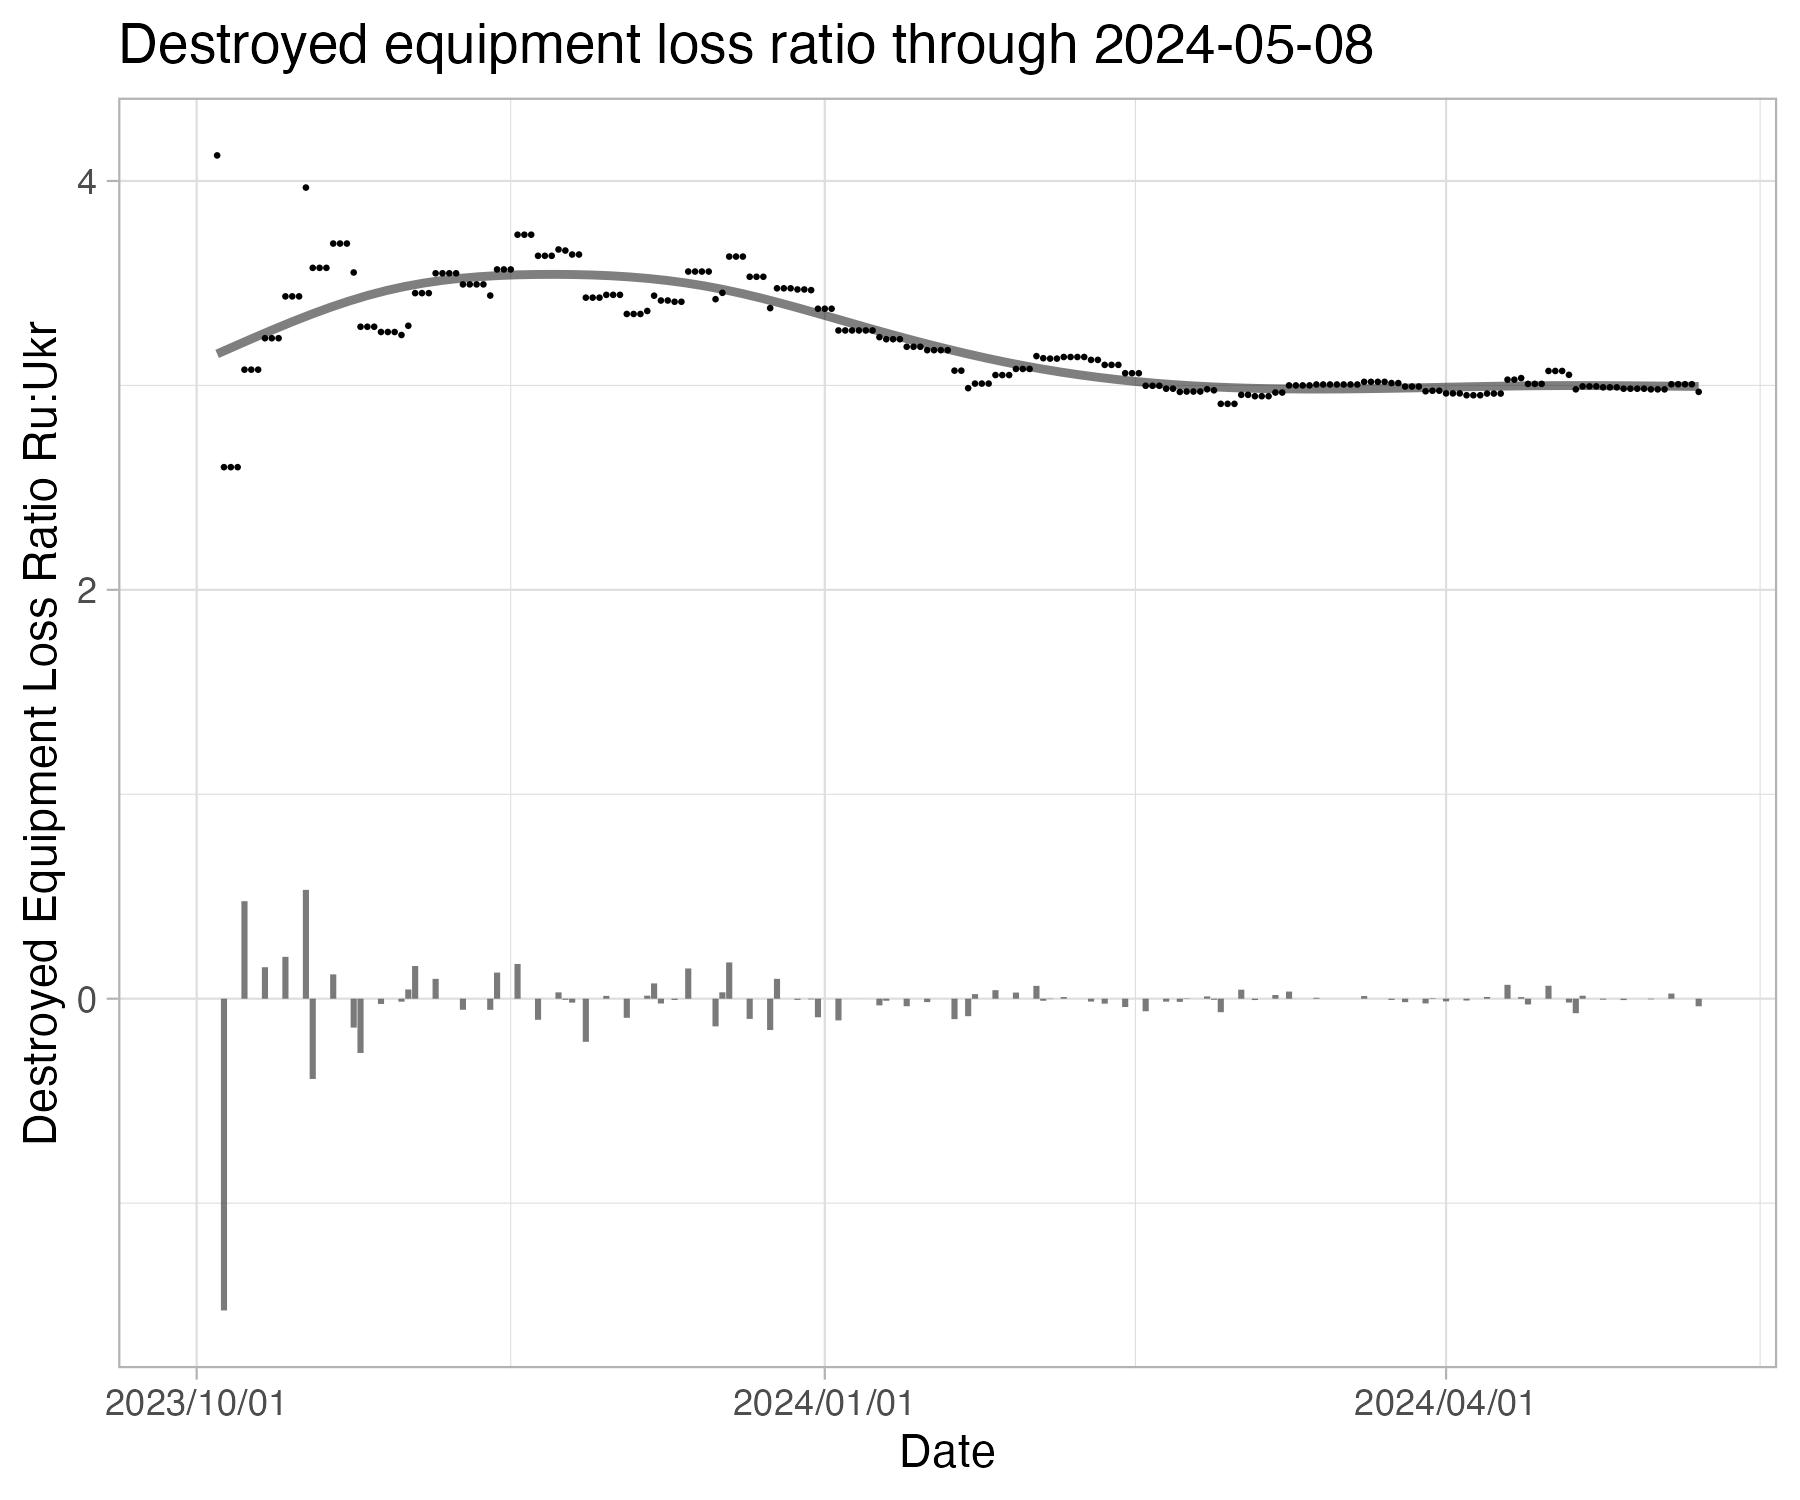 Destroyed equipment loss ratio through 2024-05-08
Destroyed Equipment Loss Ratio Ru:Ukr
4
2
0
2023/10/01
2024/01/01
2024/04/01
Date